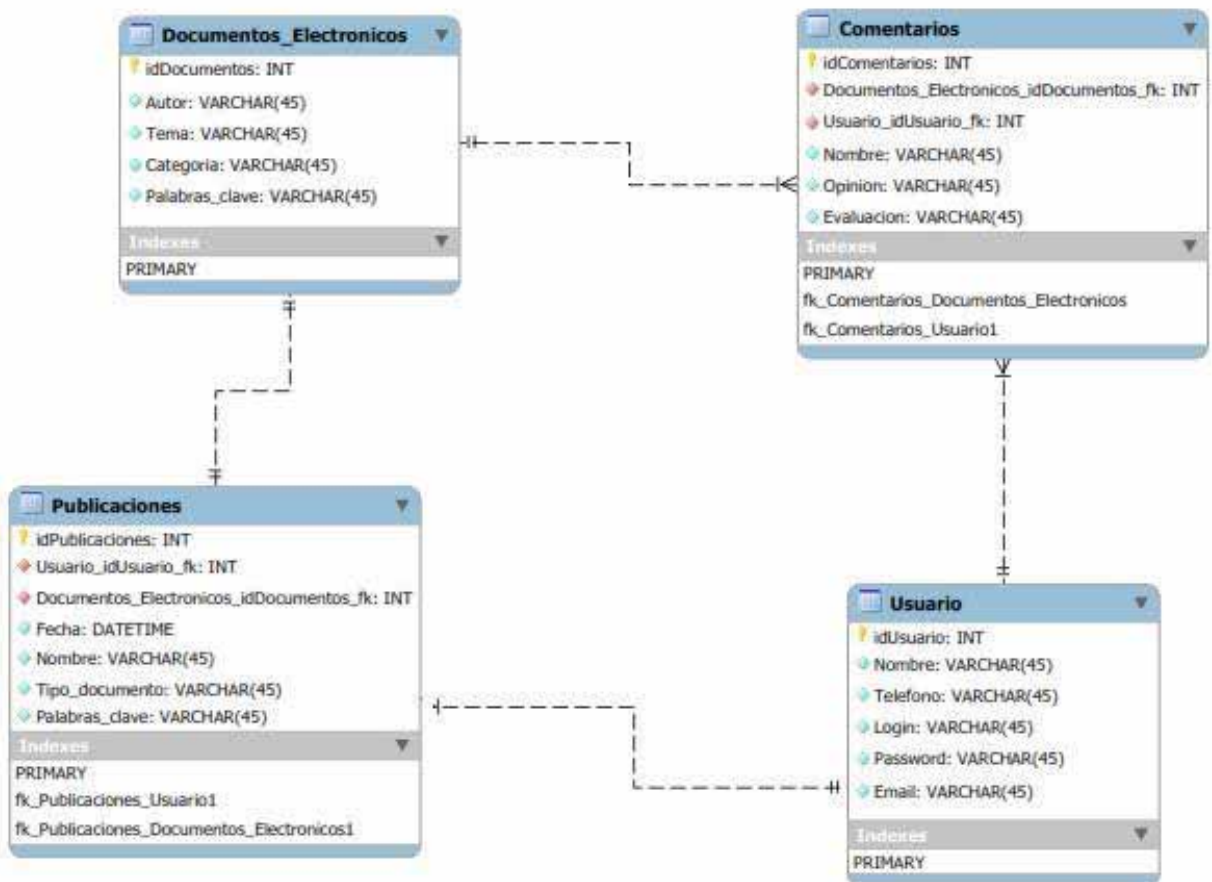 Documentos_Electronicos
idDocumentos: INT
Autor: VARCHAR(45)
Tema: VARCHAR(45)
Categoria: VARCHAR(45)
Palabras_clave: VARCHAR(45)
Indexes
PRIMARY
Comentarios
idComentarios: INT
Documentos_Electronicos_idDocumentos_fk: INT
Usuario_idUsuario_fk: INT
Nombre: VARCHAR(45)
Opinion: VARCHAR(45)
Evaluacion: VARCHAR(45)
Indexes
PRIMARY
fk_Comentarios_Documentos_Electronicos
fk_Comentarios_Usuario1
Publicaciones
idPublicaciones: INT
Usuario_idUsuario_fk: INT
Documentos_Electronicos_idDocumentos_fk: INT
Fecha: DATETIME
Nombre: VARCHAR(45)
Tipo_documento: VARCHAR(45)
Palabras_clave: VARCHAR(45)
Indexes
PRIMARY
fk_Publicaciones_Usuario1
fk_Publicaciones_Documentos_Electronicos1
Usuario
idUsuario: INT
Nombre: VARCHAR(45)
Telefono: VARCHAR(45)
Login: VARCHAR(45)
Password: VARCHAR(45)
Email: VARCHAR(45)
Indexes
PRIMARY